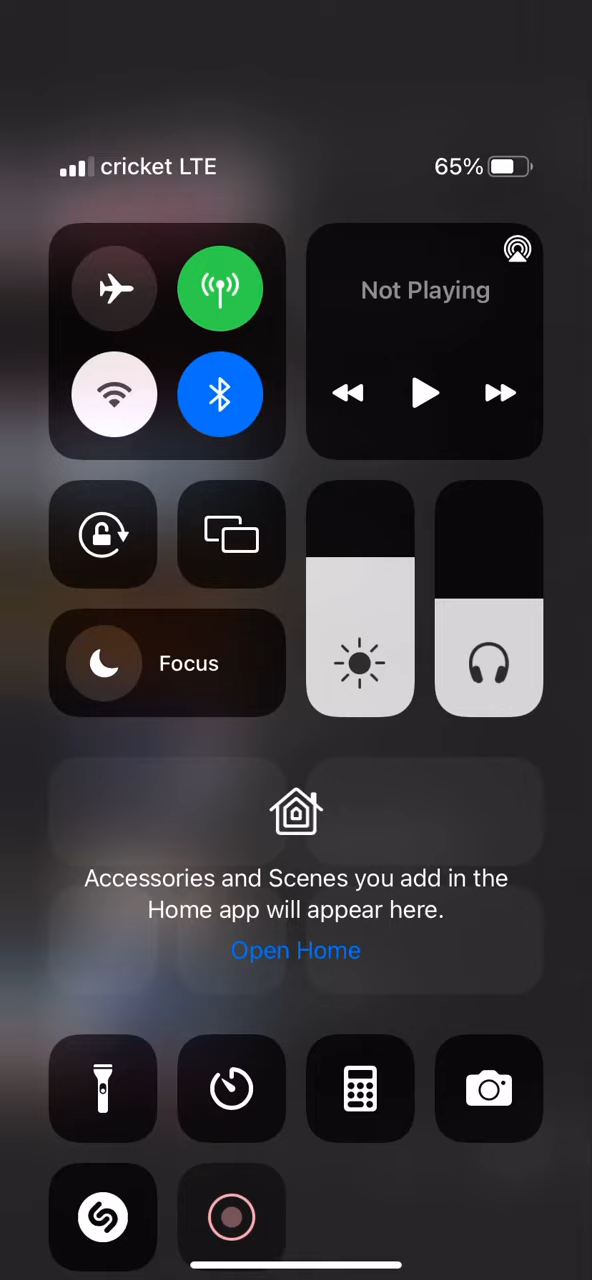 cricket LTE
65%
Not Playing
Focus
Accessories and Scenes you add in the
Home app will appear here.
Open Home